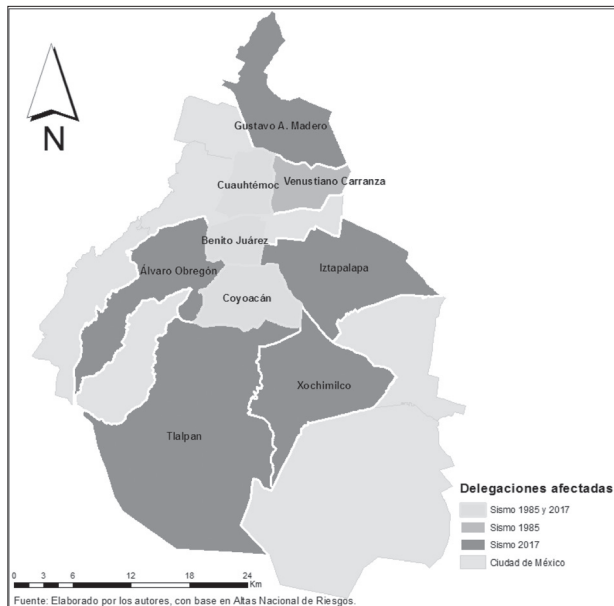 N
Gustavo A. Madero
Cuauhtémoc
Venustiano Carranza
Benito Juárez
Álvaro Obregón
Iztapalapa
Coyoacán
Xochimilco
Tlalpan
Delegaciones afectadas
Sismo 1985 y 2017
Sismo 1985
Sismo 2017
Ciudad de México
0 3 6 12 18 24
Km
Fuente: Elaborado por los autores, con base en Altas Nacional de Riesgos.